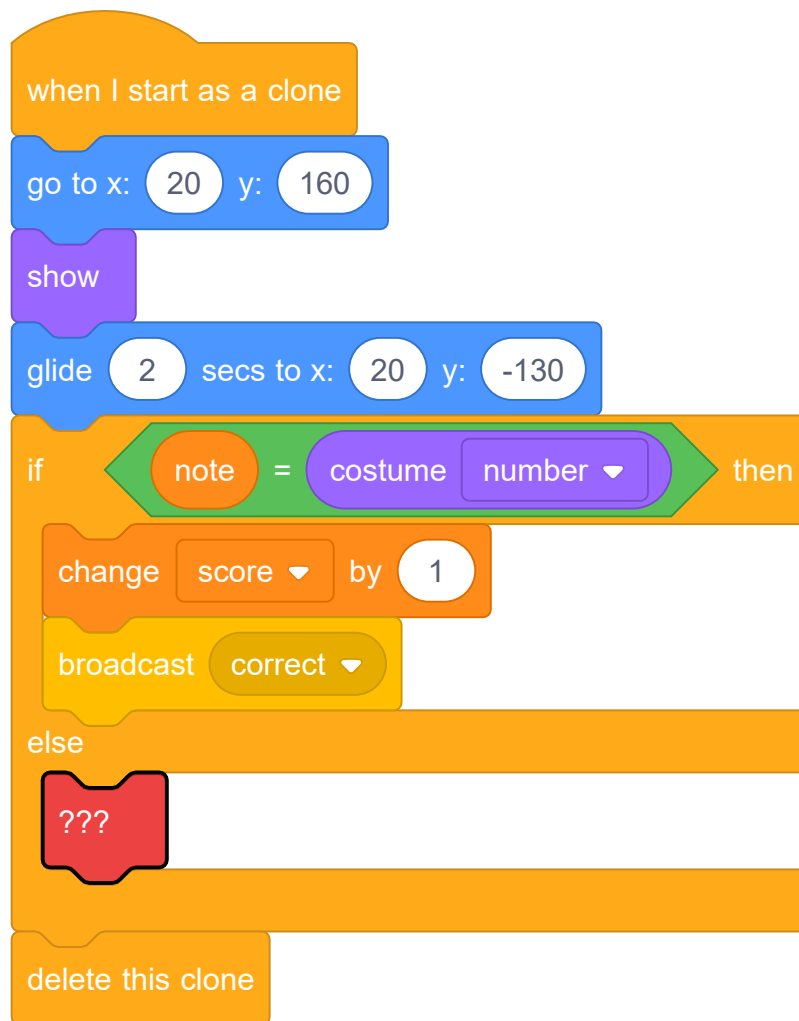 when I start as a clone
go to x: 20 y: 160
show
glide 2 secs to x: 20 y: -130
if note = costume number then
change score by 1
broadcast correct
else
???
delete this clone